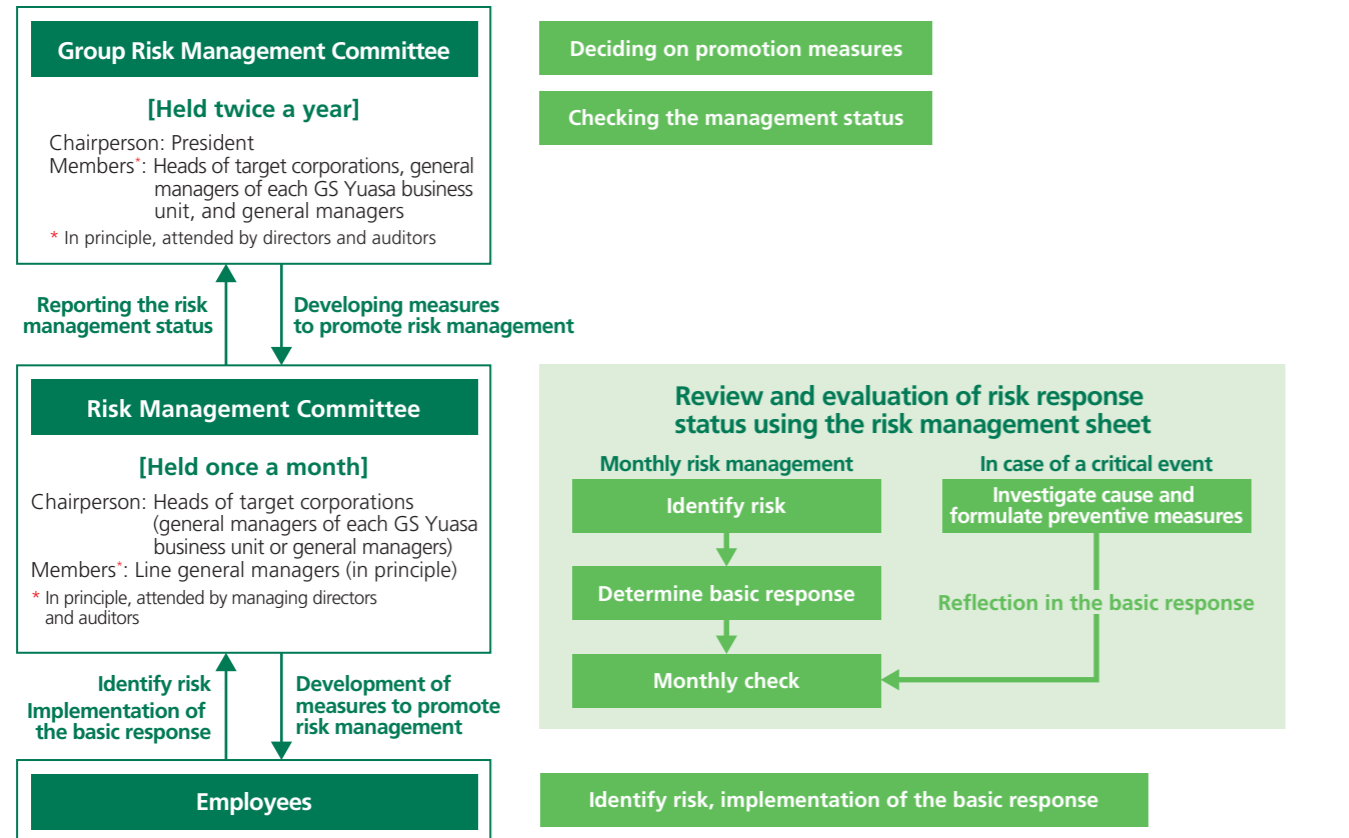 Group Risk Management Committee
[Held twice a year]
Chairperson: President
Members*: Heads of target corporations, general
managers of each GS Yuasa business
unit, and general managers
* In principle, attended by directors and auditors
Deciding on promotion measures
Checking the management status
Reporting the risk
management status
Developing measures
to promote risk management
Risk Management Committee
[Held once a month]
Chairperson: Heads of target corporations
(general managers of each GS Yuasa
business unit or general managers)
Members*: Line general managers (in principle)
* In principle, attended by managing directors
and auditors
Review and evaluation of risk response
status using the risk management sheet
Monthly risk management
Identify risk
Determine basic response
Monthly check
In case of a critical event
Investigate cause and
formulate preventive measures
Reflection in the basic response
Identify risk
Implementation of
the basic response
Development of
measures to promote
risk management
Employees
Identify risk, implementation of the basic response